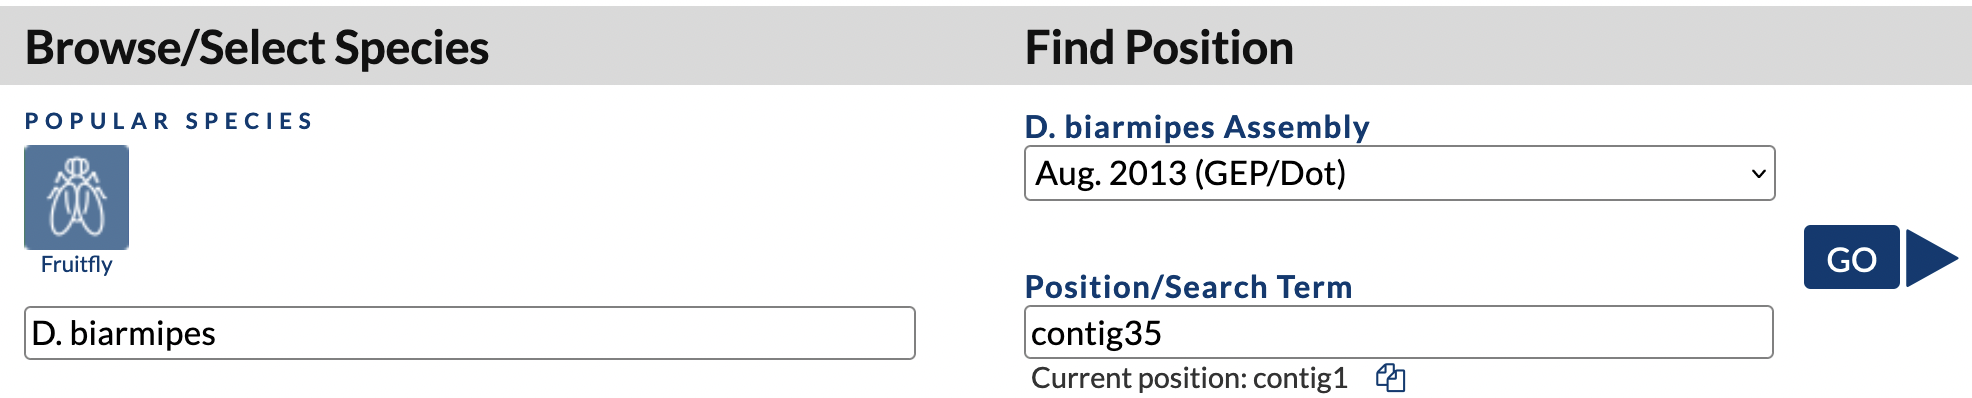 Browse/Select Species
POPULAR SPECIES
Fruitfly
D. biarmipes
Find Position
D. biarmipes Assembly
Aug. 2013 (GEP/Dot)
Position/Search Term
contig35
Current position: contig1
GO